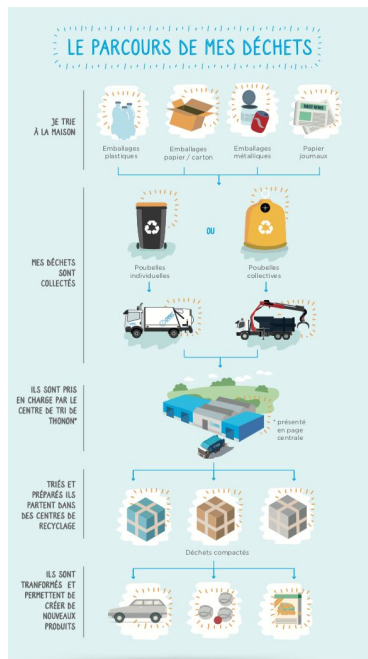 LE PARCOURS DE MES DÉCHETS
JE TRIE
À LA MAISON
Emballages
plastiques
Emballages
papier / carton
Emballages
métalliques
Papier
journaux
MES DÉCHETS
SONT
COLLECTÉS
OU
Poubelles
individuelles
Poubelles
collectives
ILS SONT PRIS
EN CHARGE PAR LE
CENTRE DE TRI DE
THONON*
* présenté
en page
centrale
TRIÉS ET
PRÉPARÉS ILS
PARTENT DANS
DES CENTRES DE
RECYCLAGE
Déchets compactés
ILS SONT
TRANFORMÉS ET
PERMETTENT DE
CRÉER DE
NOUVEAUX
PRODUITS